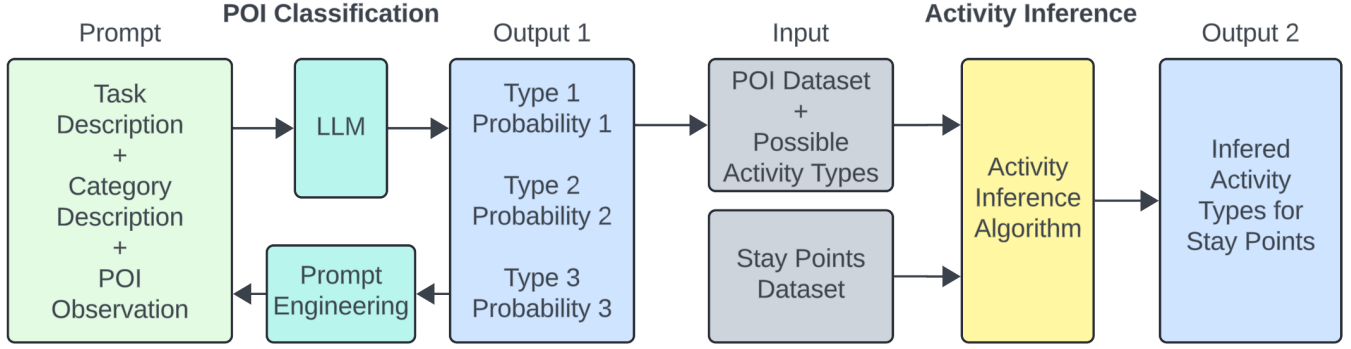 POI Classification
Activity Inference
Prompt
Output 1
Input
Output 2
Task
Description
+
Category
Description
+
POI
Observation
LLM
Prompt
Engineering
Type 1
Probability 1
Type 2
Probability 2
Type 3
Probability 3
POI Dataset
+
Possible
Activity Types
Stay Points
Dataset
Activity
Inference
Algorithm
Infered
Activity
Types for
Stay Points